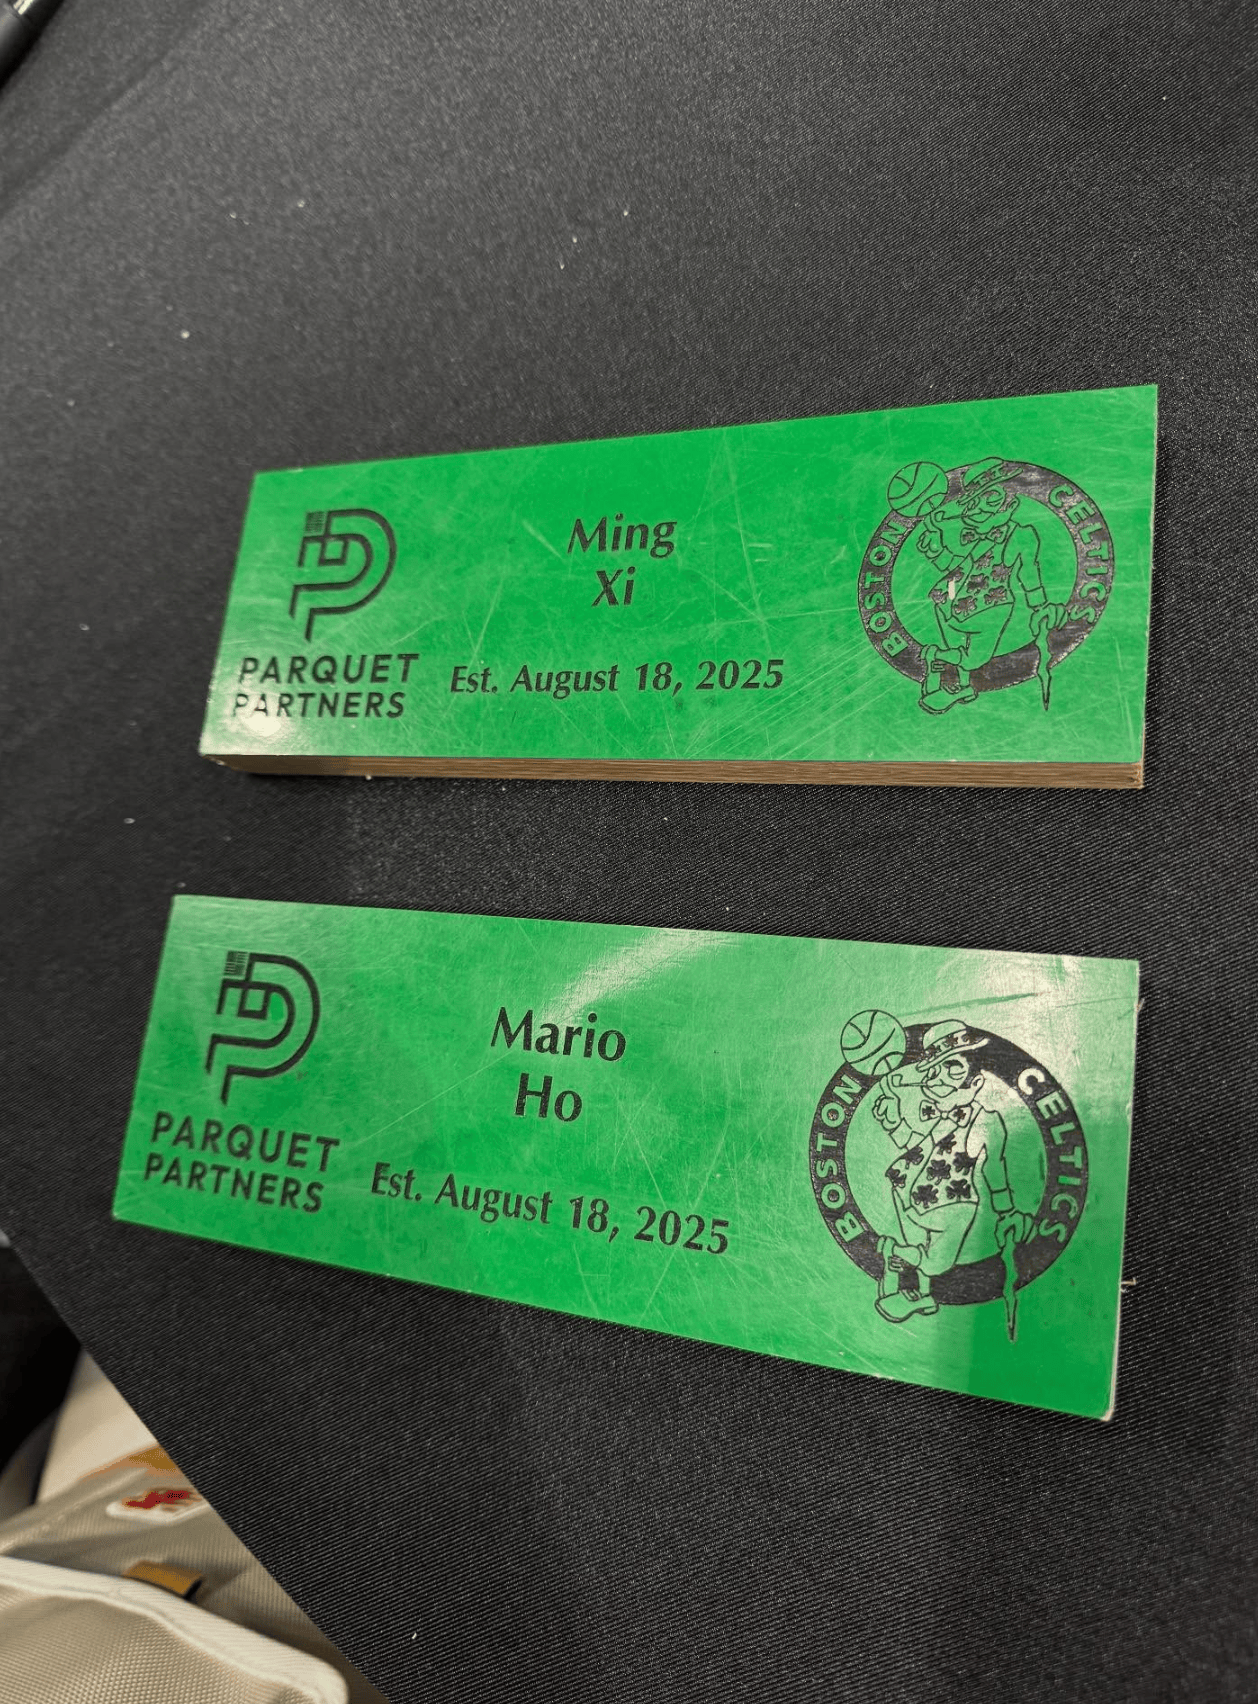 Ming
Xi
PARQUET
PARTNERS
Est. August 18, 2025
BOSTON CELTICS
Mario
Ho
PARQUET
PARTNERS
Est. August 18, 2025
BOSTON CELTICS